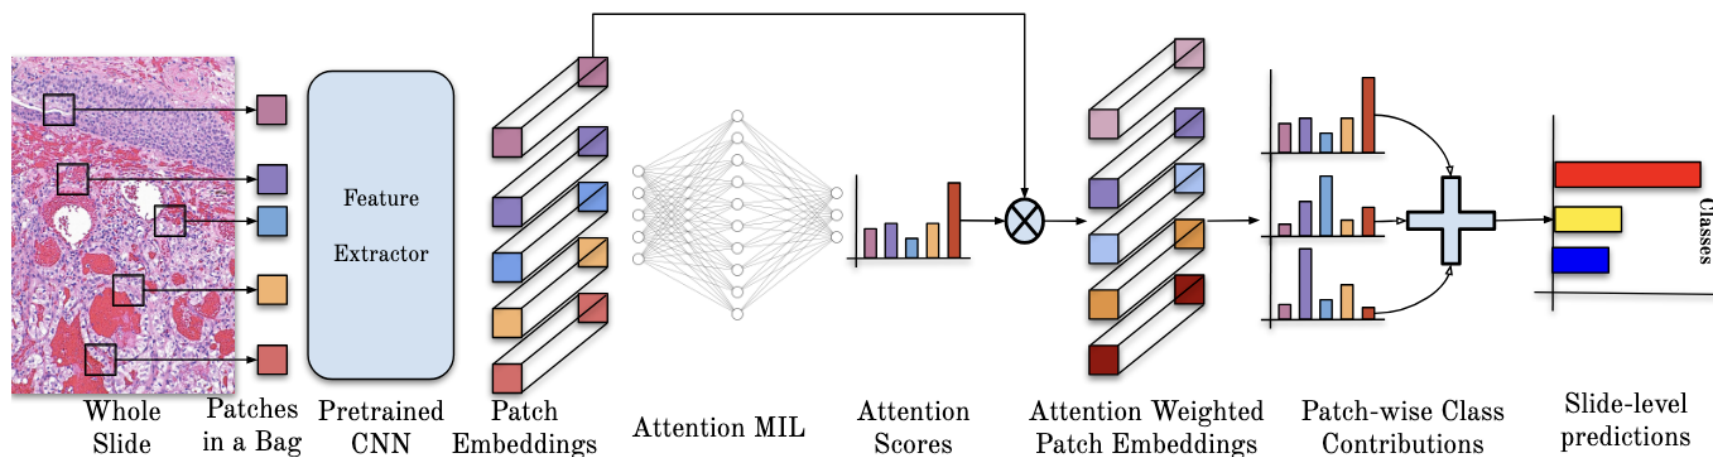 Feature
Extractor
Classes
Whole
Slide
Patches
in a Bag
Pretrained
CNN
Patch
Embeddings
Attention MIL
Attention
Scores
Attention Weighted
Patch Embeddings
Patch-wise Class
Contributions
Slide-level
predictions